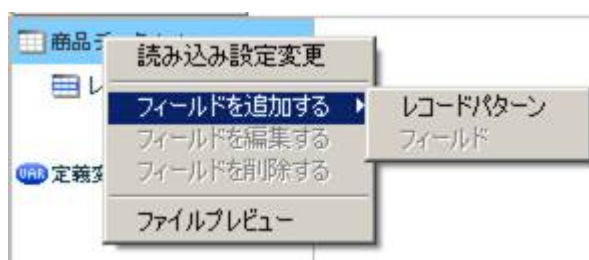 商品デ
読み込み設定変更
レ
フィールドを追加する
レコードパターン
フィールドを編集する
フィールド
VAR 定義変
フィールドを削除する
ファイルプレビュー